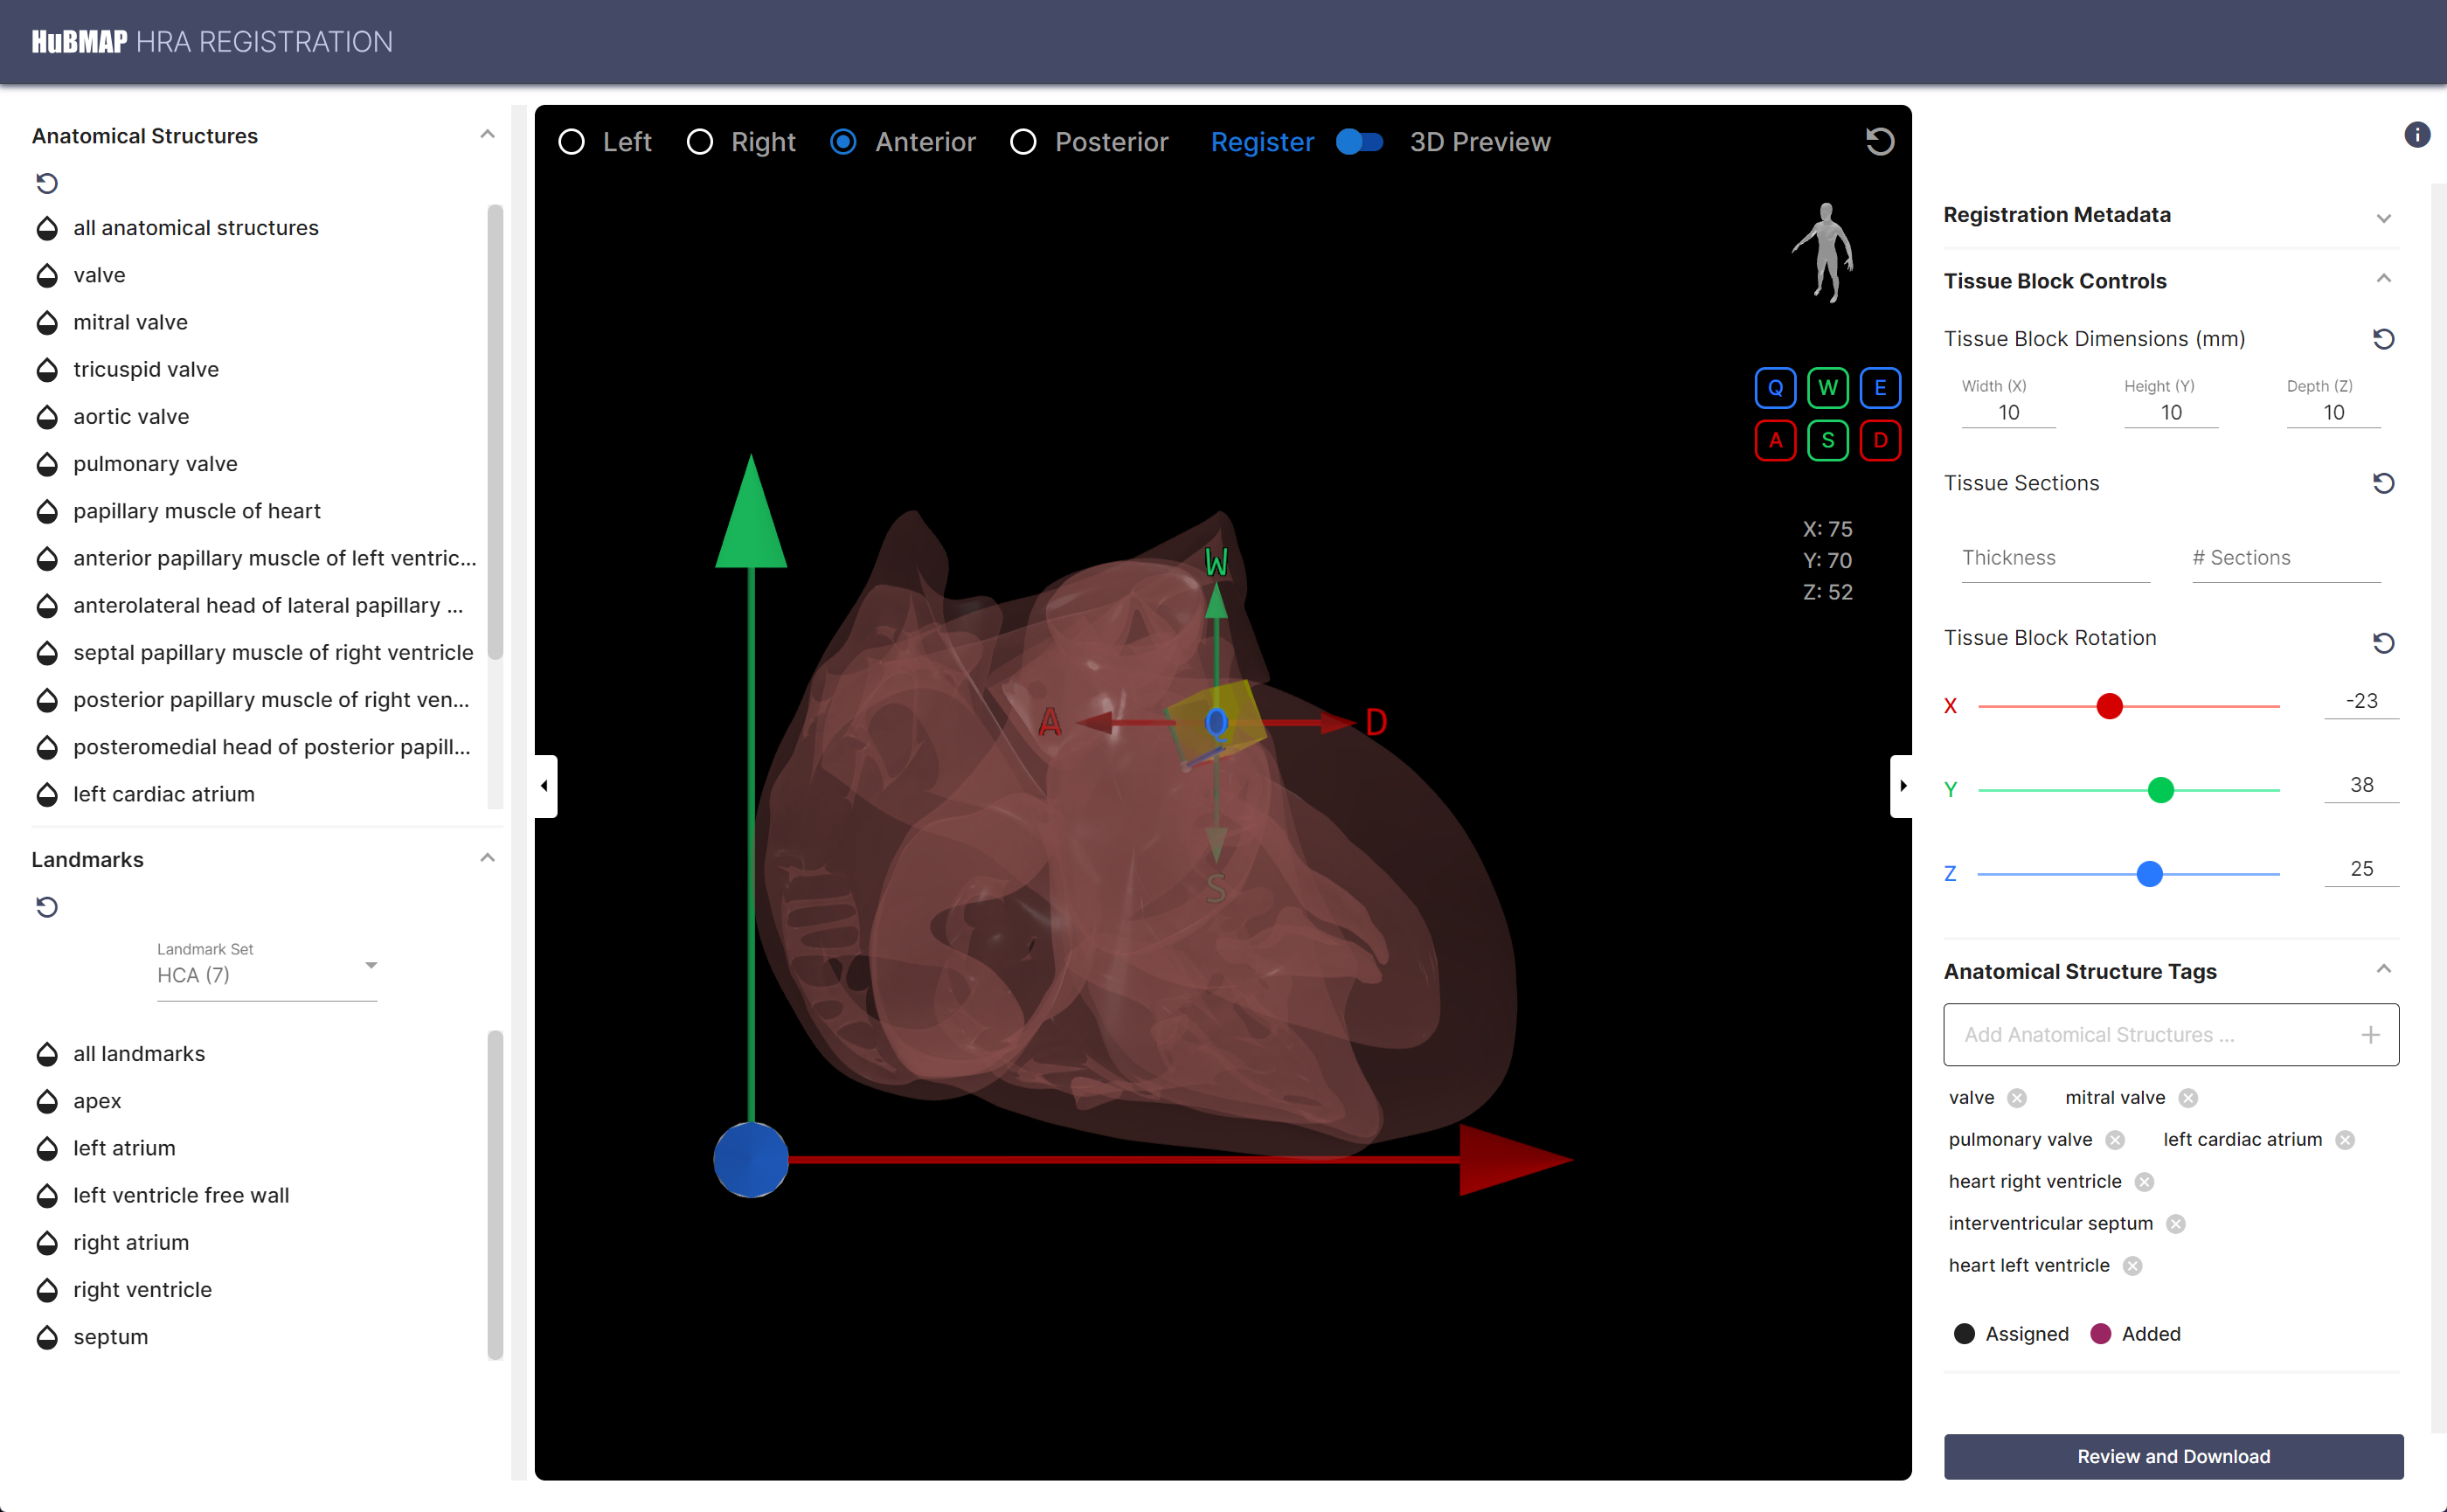 HuBMAP HRA REGISTRATION
Anatomical Structures
all anatomical structures
valve
mitral valve
tricuspid valve
aortic valve
pulmonary valve
papillary muscle of heart
anterior papillary muscle of left ventric...
anterolateral head of lateral papillary ...
septal papillary muscle of right ventricle
posterior papillary muscle of right ven...
posteromedial head of posterior papill...
left cardiac atrium
Landmarks
Landmark Set
HCA (7)
all landmarks
apex
left atrium
left ventricle free wall
right atrium
right ventricle
septum
Left Right Anterior Posterior Register 3D Preview
Q W E
A S D
X: 75
Y: 70
Z: 52
W
A Q D
S
Registration Metadata
Tissue Block Controls
Tissue Block Dimensions (mm)
Width (X) Height (Y) Depth (Z)
10 10 10
Tissue Sections
Thickness # Sections
Tissue Block Rotation
X -23
Y 38
Z 25
Anatomical Structure Tags
Add Anatomical Structures ...
valve mitral valve
pulmonary valve left cardiac atrium
heart right ventricle
interventricular septum
heart left ventricle
Assigned Added
Review and Download